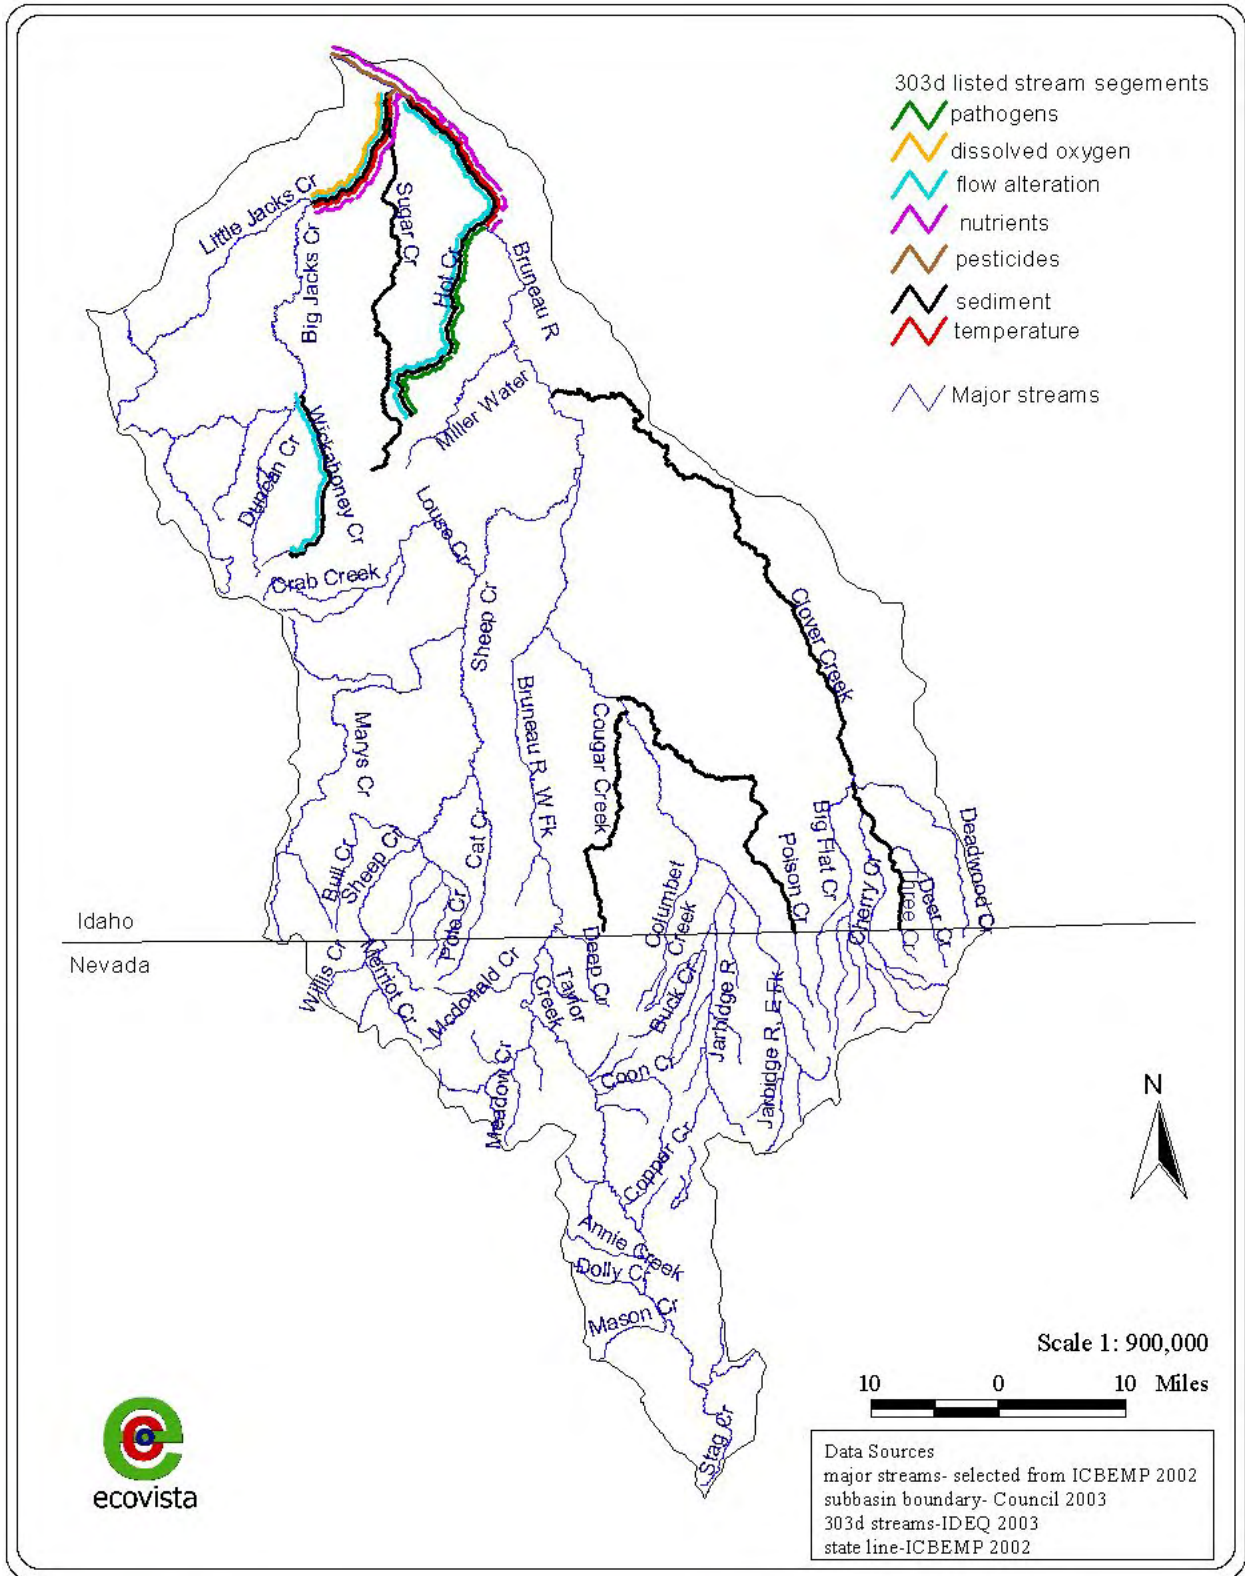 303d listed stream segements
pathogens
dissolved oxygen
flow alteration
nutrients
pesticides
sediment
temperature
Major streams
Little Jacks Cr
Big Jacks Cr
Sugar Cr
Hot Cr
Bruneau R
Miller Water
Duncan Cr
Wickahoney Cr
Louse Cr
Crab Creek
Sheep Cr
Clover Creek
Marys Cr
Bruneau R, W Fk
Cougar Creek
Cat Cr
Bull Cr
Sheep Cr
Pole Cr
Columbet
Creek
Poison Cr
Big Flat Cr
Cherry Cr
Three Cr
Deer Cr
Deadwood Cr
Idaho
Nevada
Willis Cr
Merriot Cr
Mcdonald Cr
Deep Cr
Taylor
Creek
Buck Cr
Jarbidge R
Jarbidge R, E Fk
Meadow Cr
Coon Cr
Copper Cr
Annie Creek
Dolly Cr
Mason Cr
Stag Cr
N
Scale 1: 900,000
10 0 10 Miles
ecovista
Data Sources
major streams- selected from ICBEMP 2002
subbasin boundary- Council 2003
303d streams-IDEQ 2003
state line-ICBEMP 2002